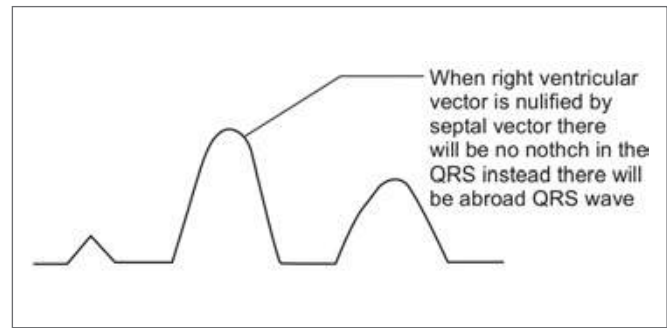 When right ventricular
vector is nulified by
septal vector there
will be no nothch in the
QRS instead there will
be abroad QRS wave